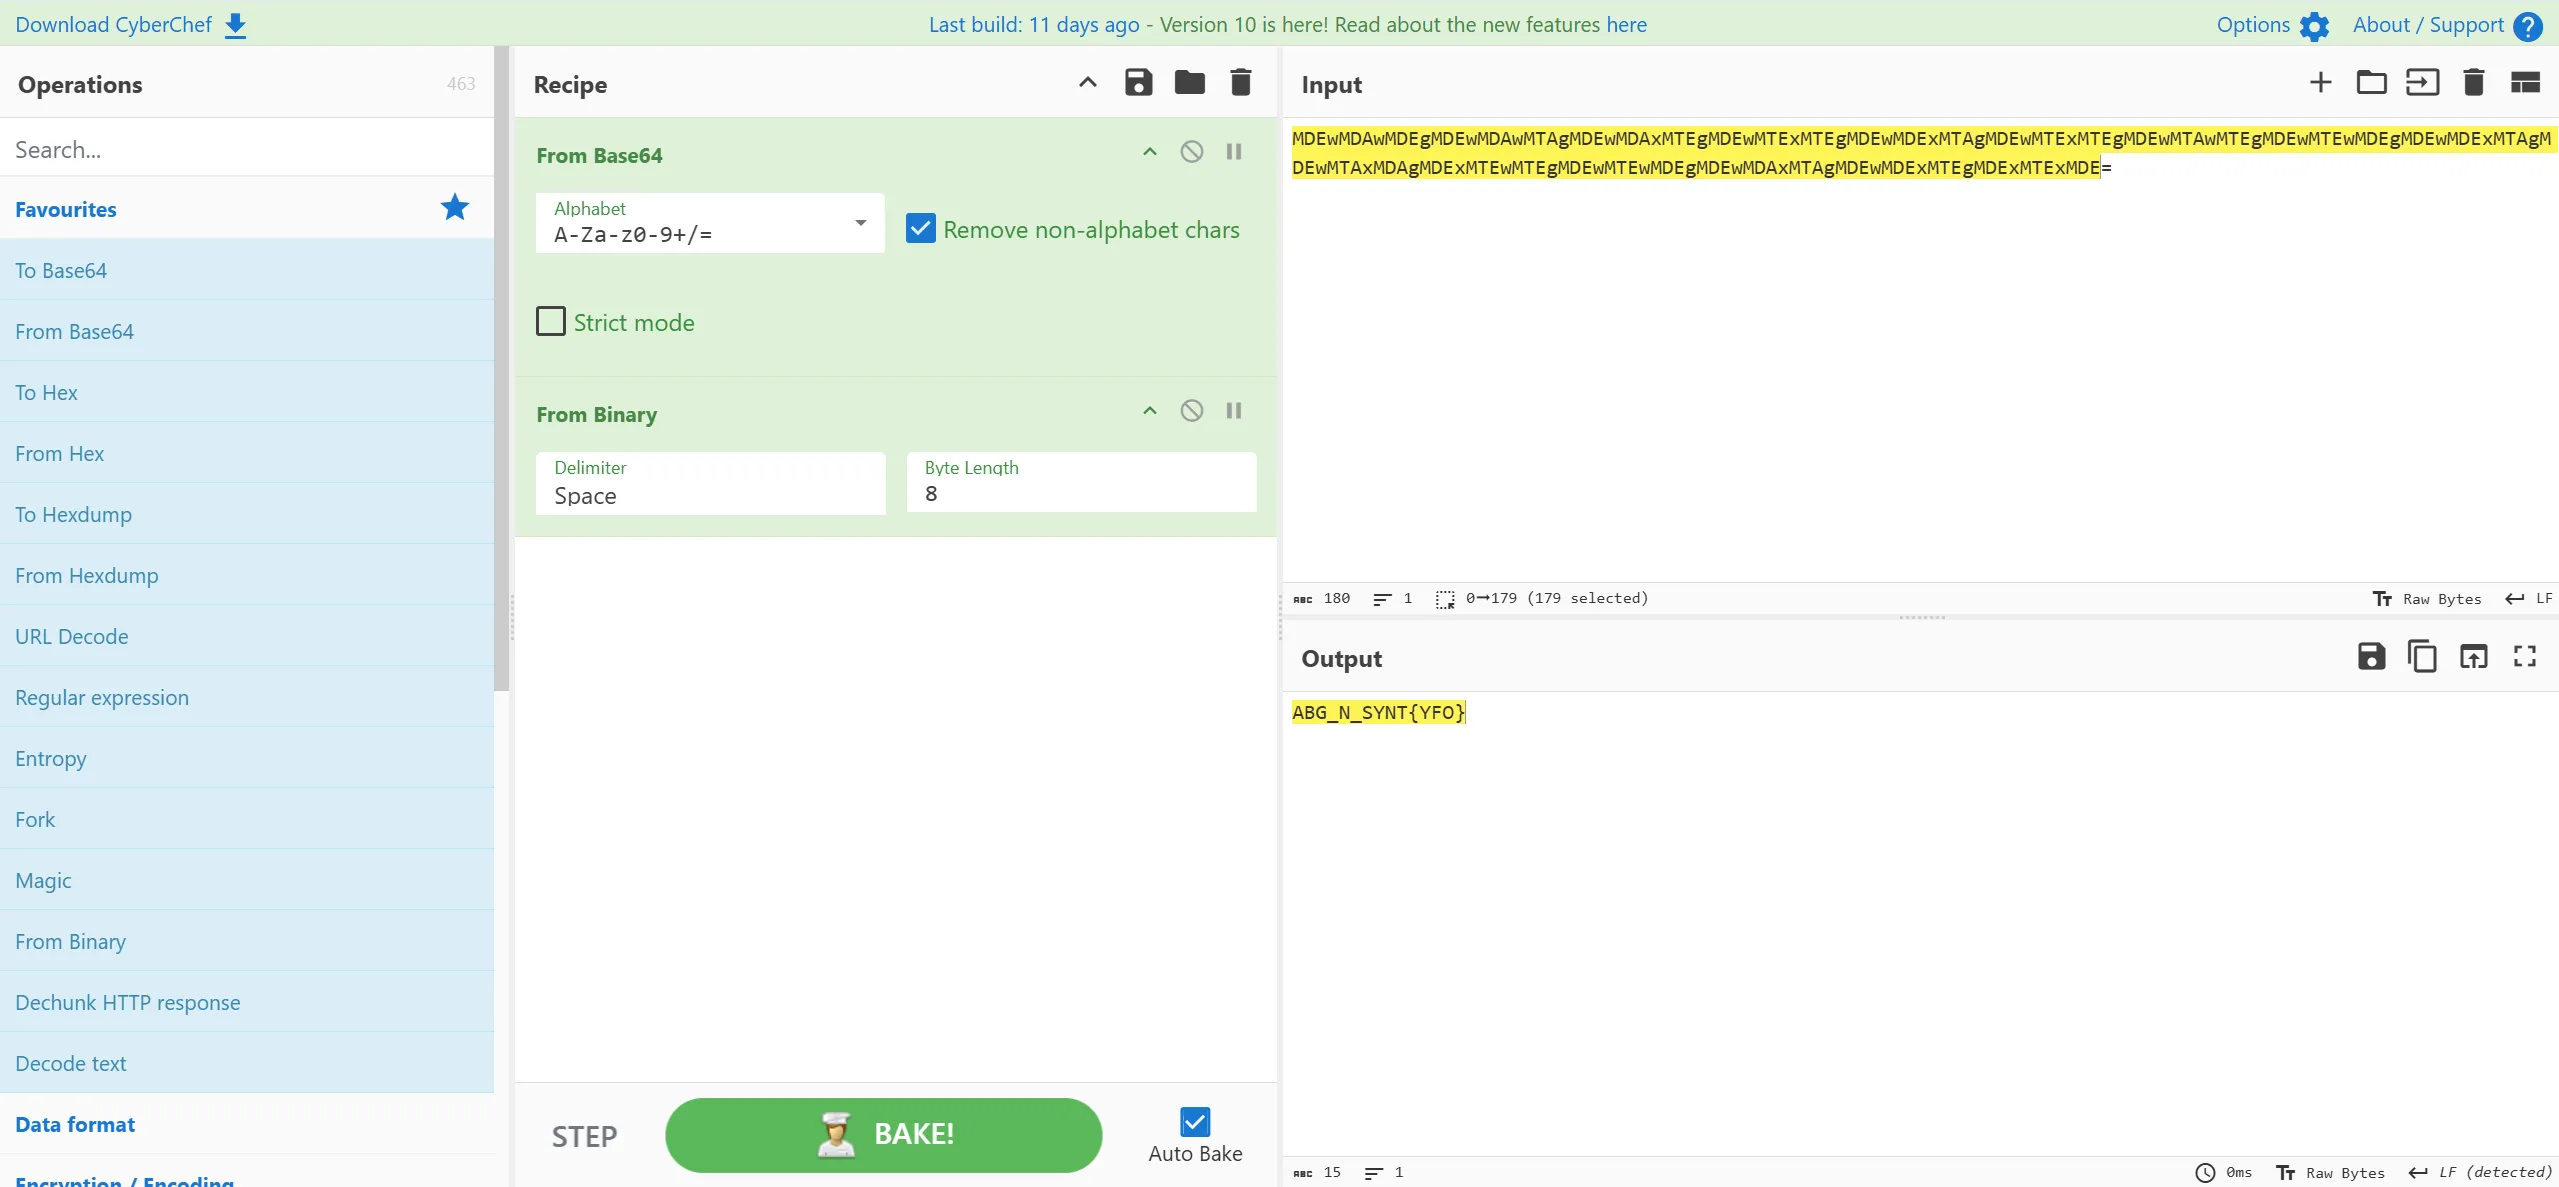 Download CyberChef
Last build: 11 days ago - Version 10 is here! Read about the new features here
Options
About / Support
Operations
463
Search...
Favourites
To Base64
From Base64
To Hex
From Hex
To Hexdump
From Hexdump
URL Decode
Regular expression
Entropy
Fork
Magic
From Binary
Dechunk HTTP response
Decode text
Data format
Encryption / Encoding
Recipe
From Base64
Alphabet
A-Za-z0-9+/=
Remove non-alphabet chars
Strict mode
From Binary
Delimiter
Space
Byte Length
8
STEP
BAKE!
Auto Bake
Input
MDEwMDAwMDEgMDEwMDAwMTAgMDEwMDAxMTEgMDEwMTExMTEgMDEwMDExMTAgMDEwMTExMTEgMDEwMTAwMTEgMDEwMTEwMDEgMDEwMDExMTAgM
DEwMTAxMDAgMDExMTEwMTEgMDEwMTEwMDEgMDEwMDAxMTAgMDEwMDExMTEgMDExMTExMDE=
ABC 180 1 0→179 (179 selected)
Raw Bytes LF
Output
ABG_N_SYNT{YFO}
ABC 15 1
0ms Raw Bytes LF (detected)